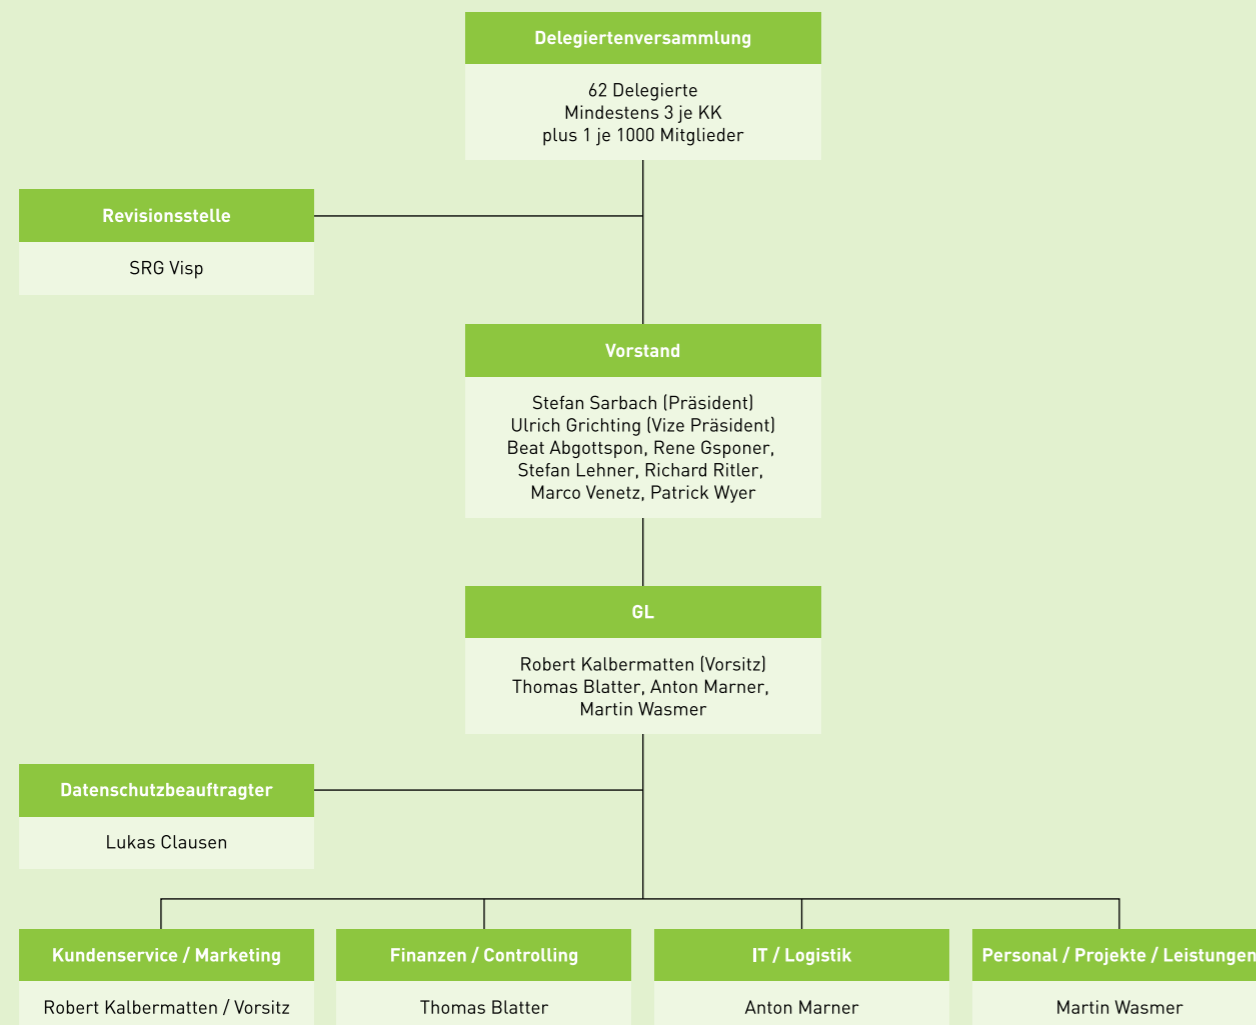 Delegiertenversammlung
62 Delegierte
Mindestens 3 je KK
plus 1 je 1000 Mitglieder
Revisionsstelle
SRG Visp
Vorstand
Stefan Sarbach (Präsident)
Ulrich Grichting (Vize Präsident)
Beat Abgottspon, Rene Gsponer,
Stefan Lehner, Richard Ritler,
Marco Venetz, Patrick Wyer
GL
Robert Kalbermatten (Vorsitz)
Thomas Blatter, Anton Marner,
Martin Wasmer
Datenschutzbeauftragter
Lukas Clausen
Kundenservice / Marketing
Robert Kalbermatten / Vorsitz
Finanzen / Controlling
Thomas Blatter
IT / Logistik
Anton Marner
Personal / Projekte / Leistungen
Martin Wasmer